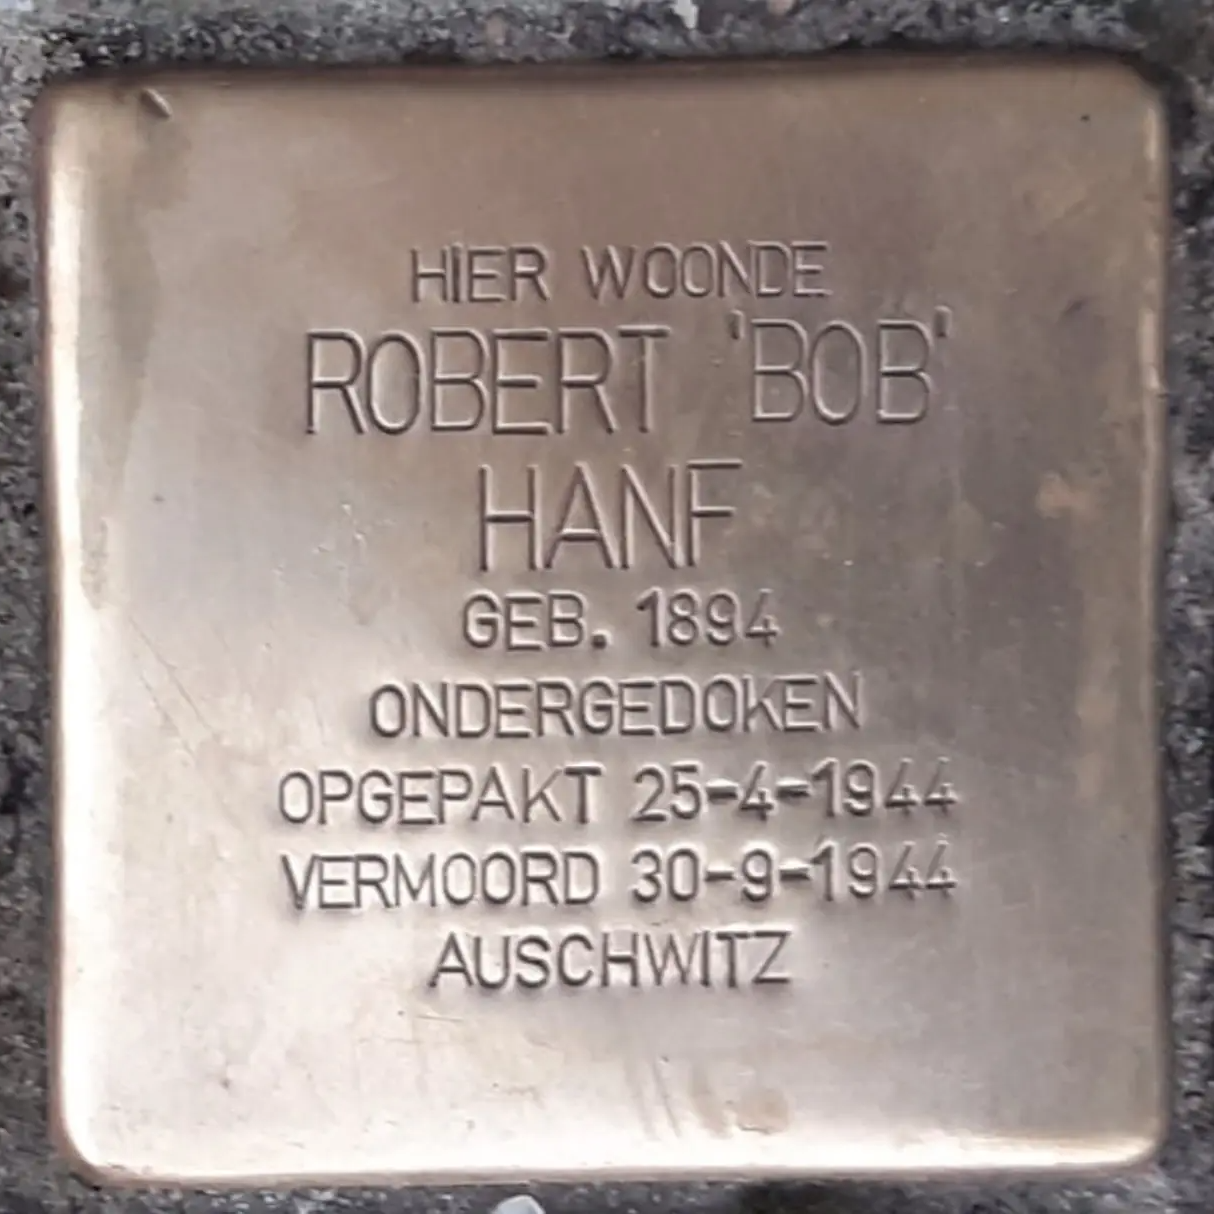 HIER WOONDE
ROBERT 'BOB'
HANF
GEB. 1894
ONDERGEDOKEN
OPGEPAKT 25-4-1944
VERMOORD 30-9-1944
AUSCHWITZ